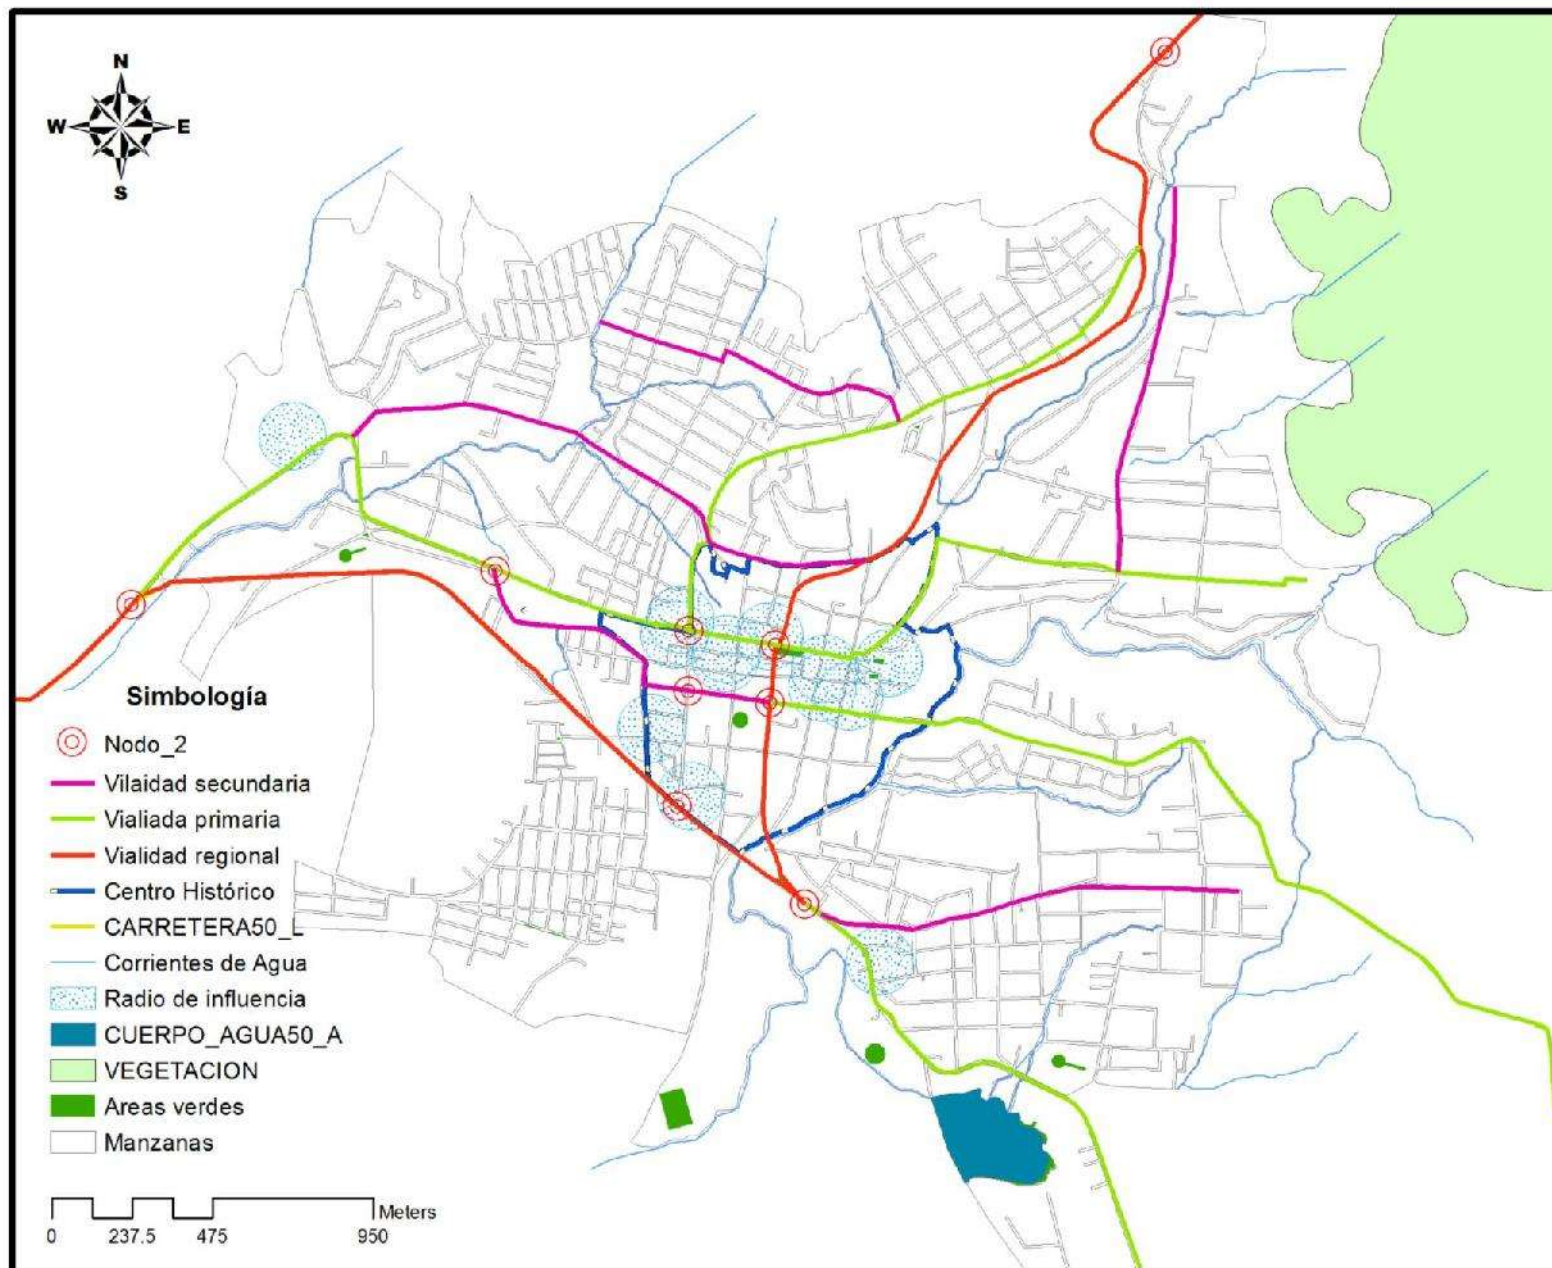 N
W E
S
Simbología
Nodo_2
Vilaidad secundaria
Vialiada primaria
Vialidad regional
Centro Histórico
CARRETERA50_L
Corrientes de Agua
Radio de influencia
CUERPO_AGUA50_A
VEGETACION
Areas verdes
Manzanas
Meters
0 237.5 475 950